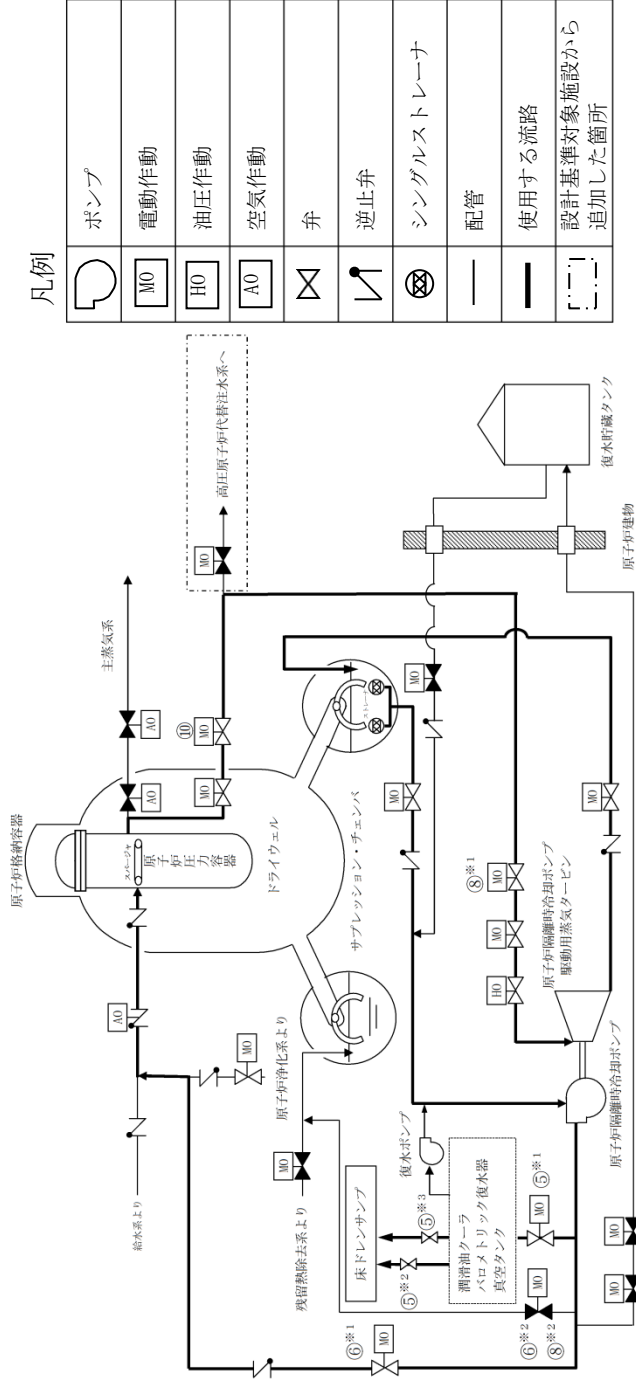 凡例
ポンプ
MO
電動作動
HO
油圧作動
AO
空気作動
弁
逆止弁
シングルストレーナ
配管
使用する流路
設計基準対象施設から
追加した箇所
原子炉格納容器
主蒸気系
AO
AO
高圧原子炉代替注水系へ
MO
⑩
MO
MO
スパージャ
原子炉圧力容器
ドライウェル
サプレッション・チェンバ
ストレーナ
給水系より
AO
MO
原子炉浄化系より
残留熱除去系より
MO
MO
MO
復水貯蔵タンク
原子炉建物
床ドレンサンプ
復水ポンプ
⑤※2
⑤※3
潤滑油クーラ
バロメトリック復水器
真空タンク
⑤※1
MO
⑥※1
MO
⑥※2
⑧※2
MO
HO
MO
MO
⑧※1
原子炉隔離時冷却ポンプ
駆動用蒸気タービン
原子炉隔離時冷却ポンプ
MO
MO
MO